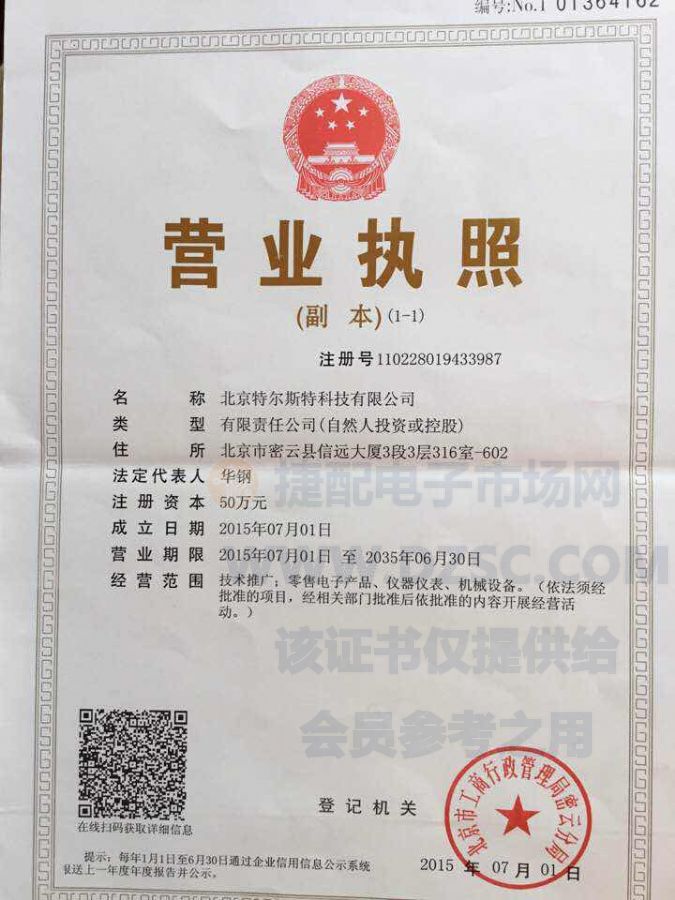 编号:No.1 01364162
营业执照
(副 本)(1-1)
注册号110228019433987
名 称 北京特尔斯特科技有限公司
类 型 有限责任公司(自然人投资或控股)
住 所 北京市密云县信远大厦3段3层316室-602
法定代表人 华钢
注册资本 50万元
成立日期 2015年07月01日
营业期限 2015年07月01日 至 2035年06月30日
经营范围 技术推广；零售电子产品、仪器仪表、机械设备。（依法须经
批准的项目，经相关部门批准后依批准的内容开展经营活
动。）
捷配电子市场网
.COM
该证书仅提供给
会员参考之用
在线扫码获取详细信息
登记机关
北京市工商行政管理局密云分局
2015 年 07 月 01 日
提示：每年1月1日至6月30日通过企业信用信息公示系统
报送上一年度年度报告并公示。